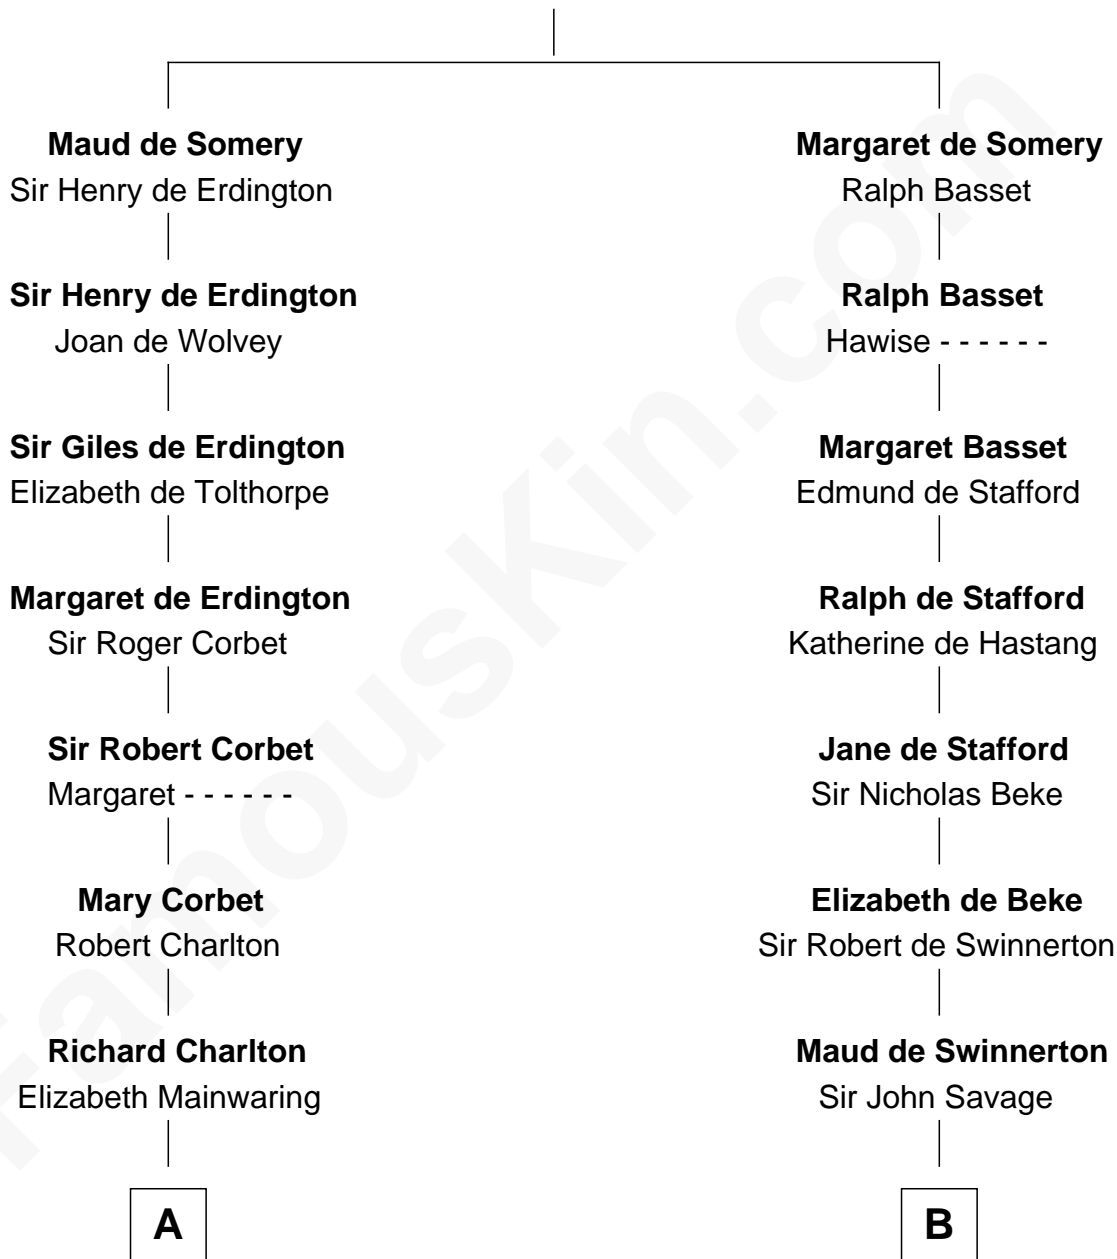 Maud de Somery
Sir Henry de Erdington
Sir Henry de Erdington
Joan de Wolvey
Sir Giles de Erdington
Elizabeth de Tolthorpe
Margaret de Erdington
Sir Roger Corbet
Sir Robert Corbet
Margaret - - - - - -
Mary Corbet
Robert Charlton
Richard Charlton
Elizabeth Mainwaring
A
Margaret de Somery
Ralph Basset
Ralph Basset
Hawise - - - - - -
Margaret Basset
Edmund de Stafford
Ralph de Stafford
Katherine de Hastang
Jane de Stafford
Sir Nicholas Beke
Elizabeth de Beke
Sir Robert de Swinnerton
Maud de Swinnerton
Sir John Savage
B
FamousKin.com